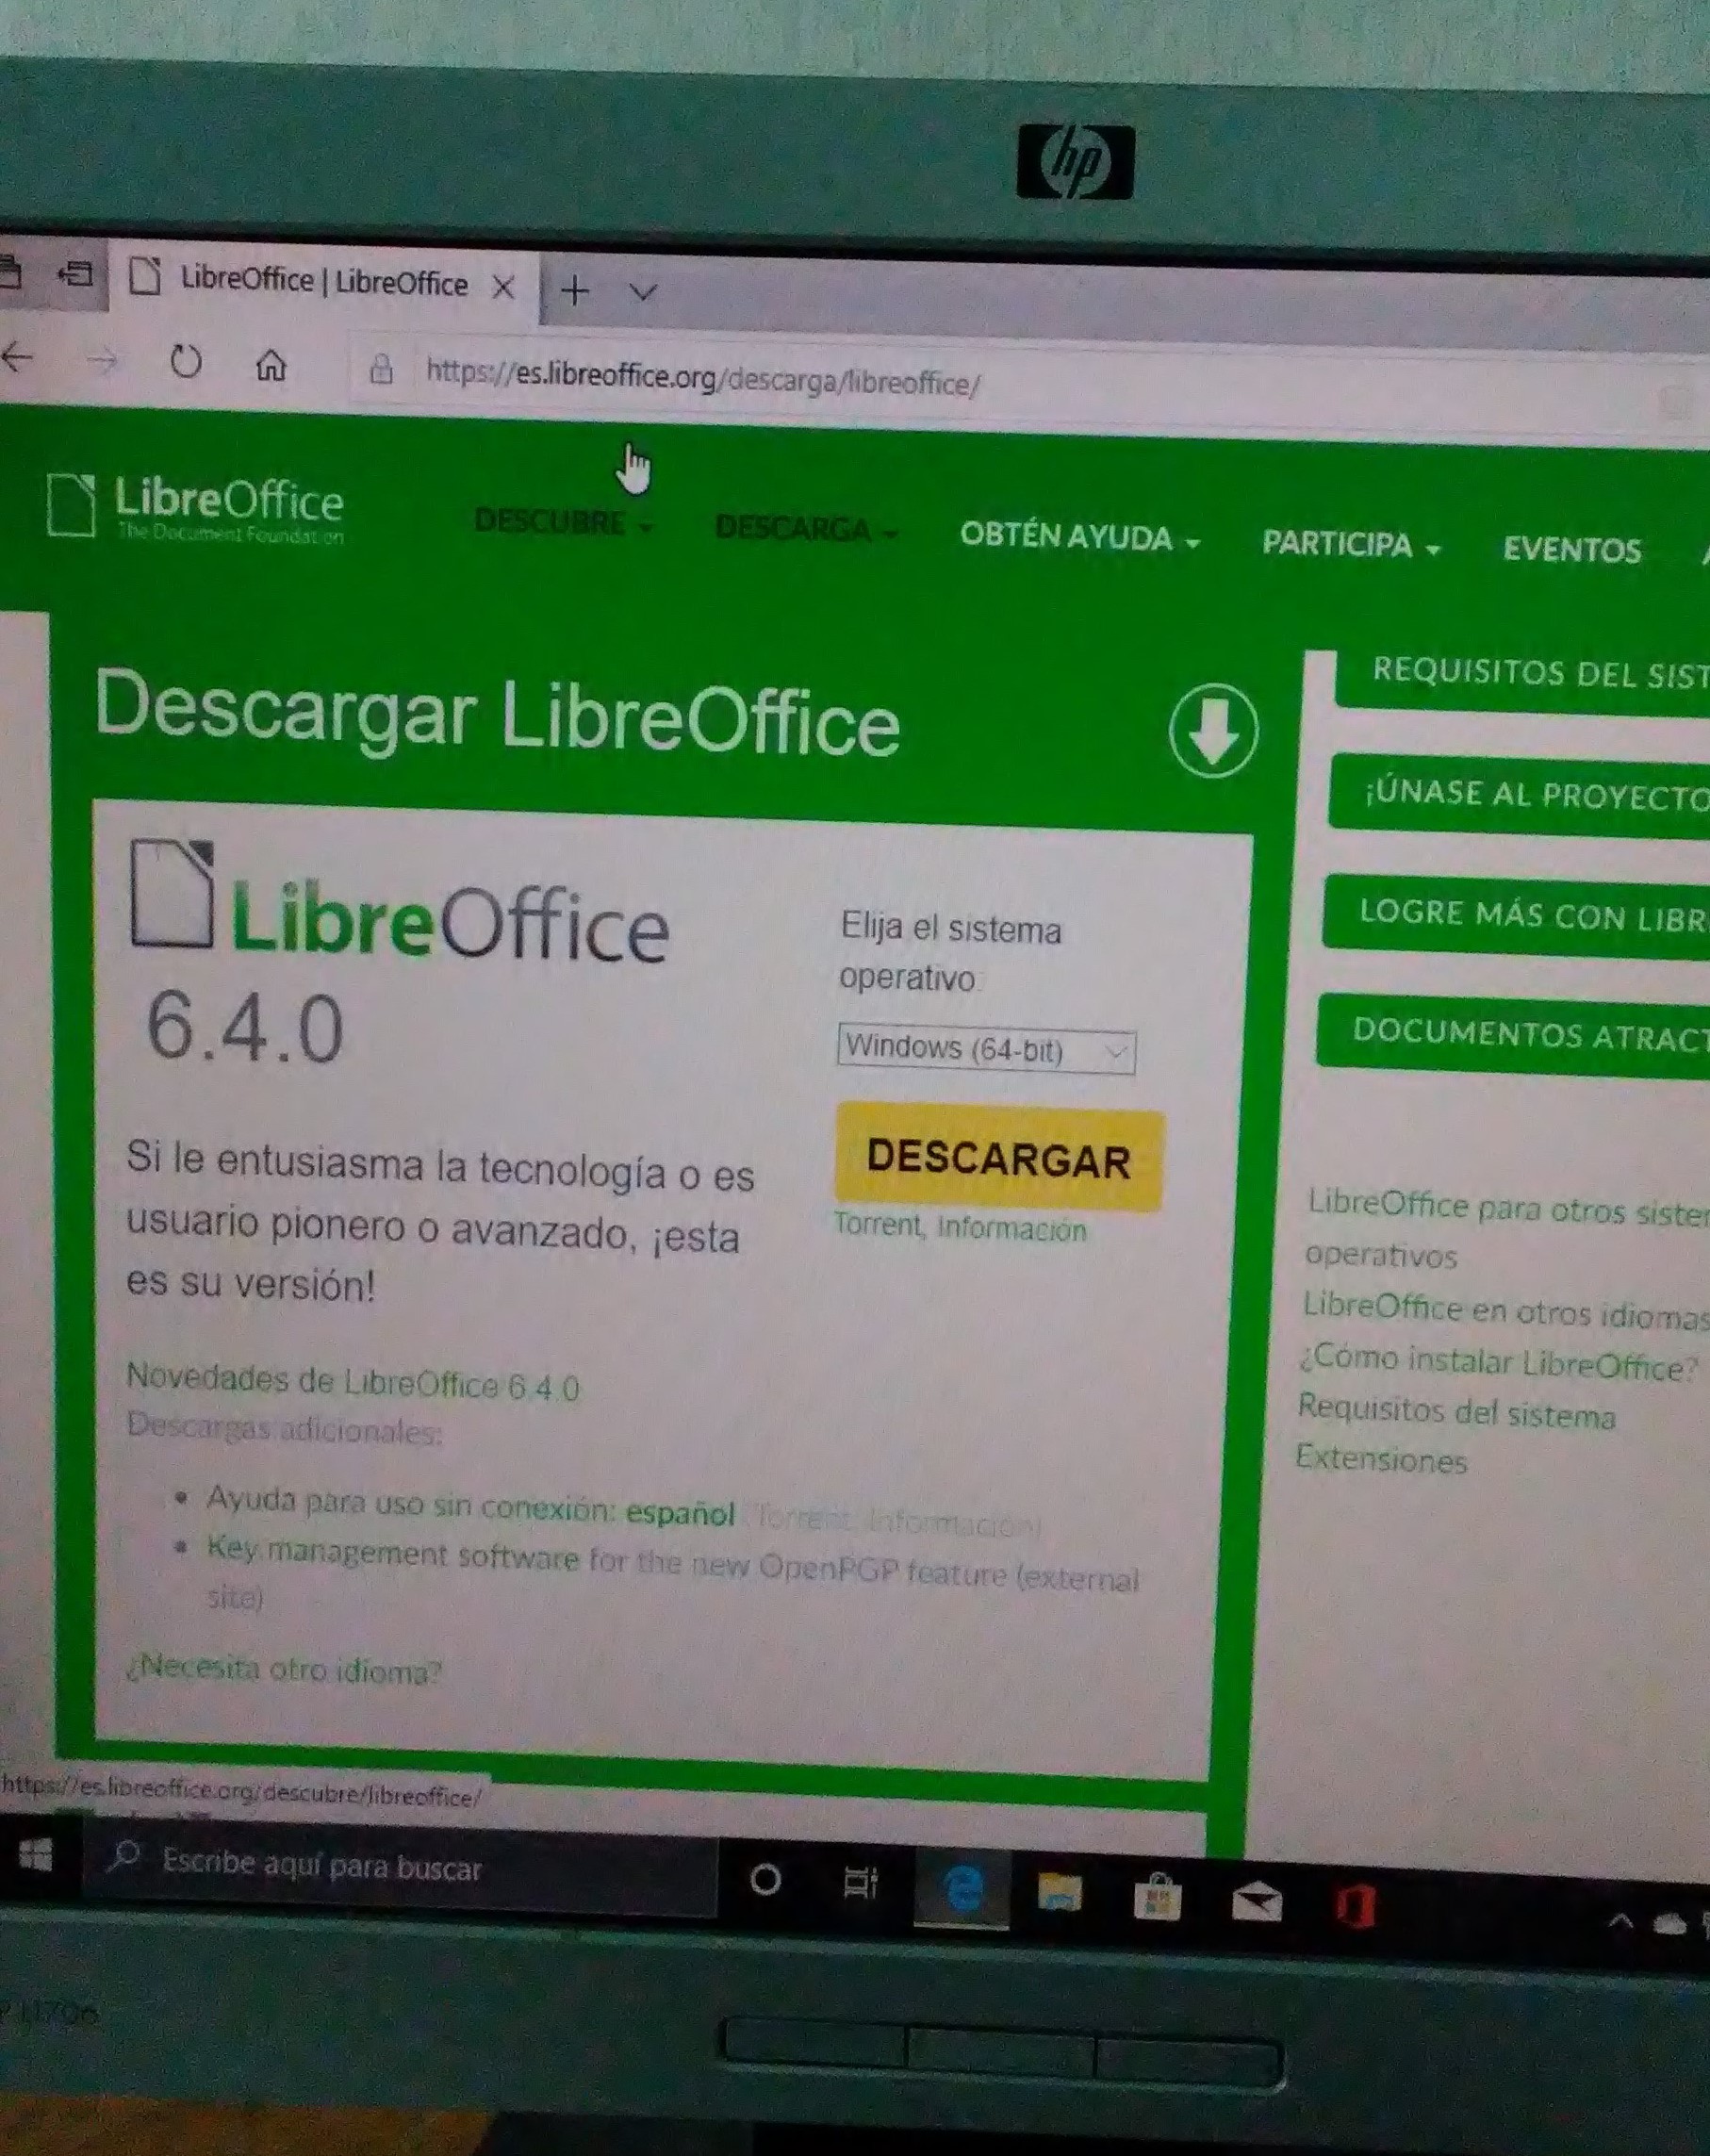 hp
LibreOffice | LibreOffice
https://es.libreoffice.org/descarga/libreoffice/
LibreOffice
The Document Foundation
DESCUBRE
DESCARGA
OBTÉN AYUDA
PARTICIPA
EVENTOS
Descargar LibreOffice
LibreOffice
6.4.0
Si le entusiasma la tecnología o es
usuario pionero o avanzado, ¡esta
es su versión!
Elija el sistema
operativo:
Windows (64-bit)
DESCARGAR
Torrent, Información
Novedades de LibreOffice 6.4.0
Descargas adicionales:
Ayuda para uso sin conexión: español (Torrent, Información)
Key management software for the new OpenPGP feature (external
site)
¿Necesita otro idioma?
REQUISITOS DEL SIST
¡ÚNASE AL PROYECTO
LOGRE MÁS CON LIBR
DOCUMENTOS ATRACT
LibreOffice para otros sister
operativos
LibreOffice en otros idiomas
¿Cómo instalar LibreOffice?
Requisitos del sistema
Extensiones
https://es.libreoffice.org/descubre/libreoffice/
Escribe aquí para buscar